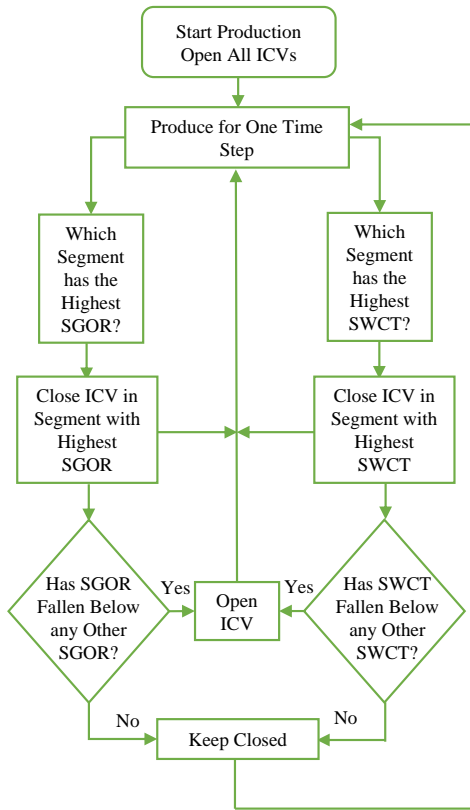 Start Production
Open All ICVs
Produce for One Time
Step
Which
Segment
has the
Highest
SGOR?
Which
Segment
has the
Highest
SWCT?
Close ICV in
Segment with
Highest
SGOR
Close ICV in
Segment with
Highest
SWCT
Has SGOR
Fallen Below
any Other
SGOR?
Yes
Open
ICV
Yes
Has SWCT
Fallen Below
any Other
SWCT?
No
Keep Closed
No